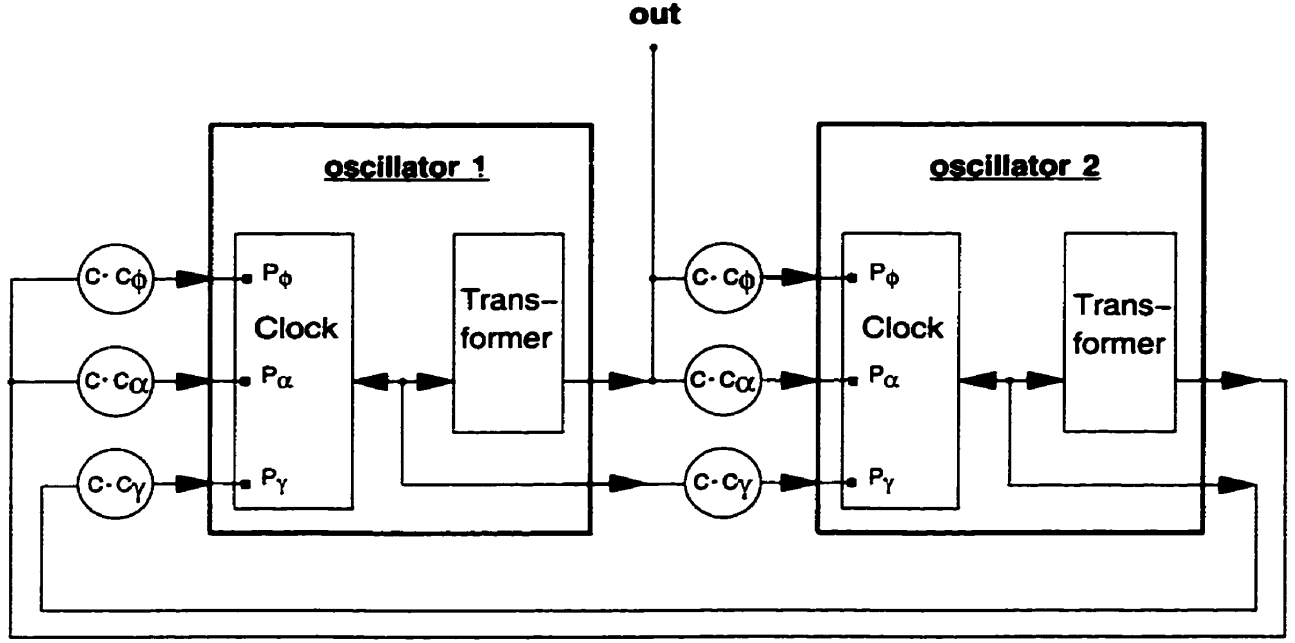 out
oscillator 1
oscillator 2
C· Cϕ
Pϕ
Clock
Trans-
former
C· Cα
Pα
C· Cγ
Pγ
C· Cϕ
Pϕ
Clock
Trans-
former
C· Cα
Pα
C· Cγ
Pγ